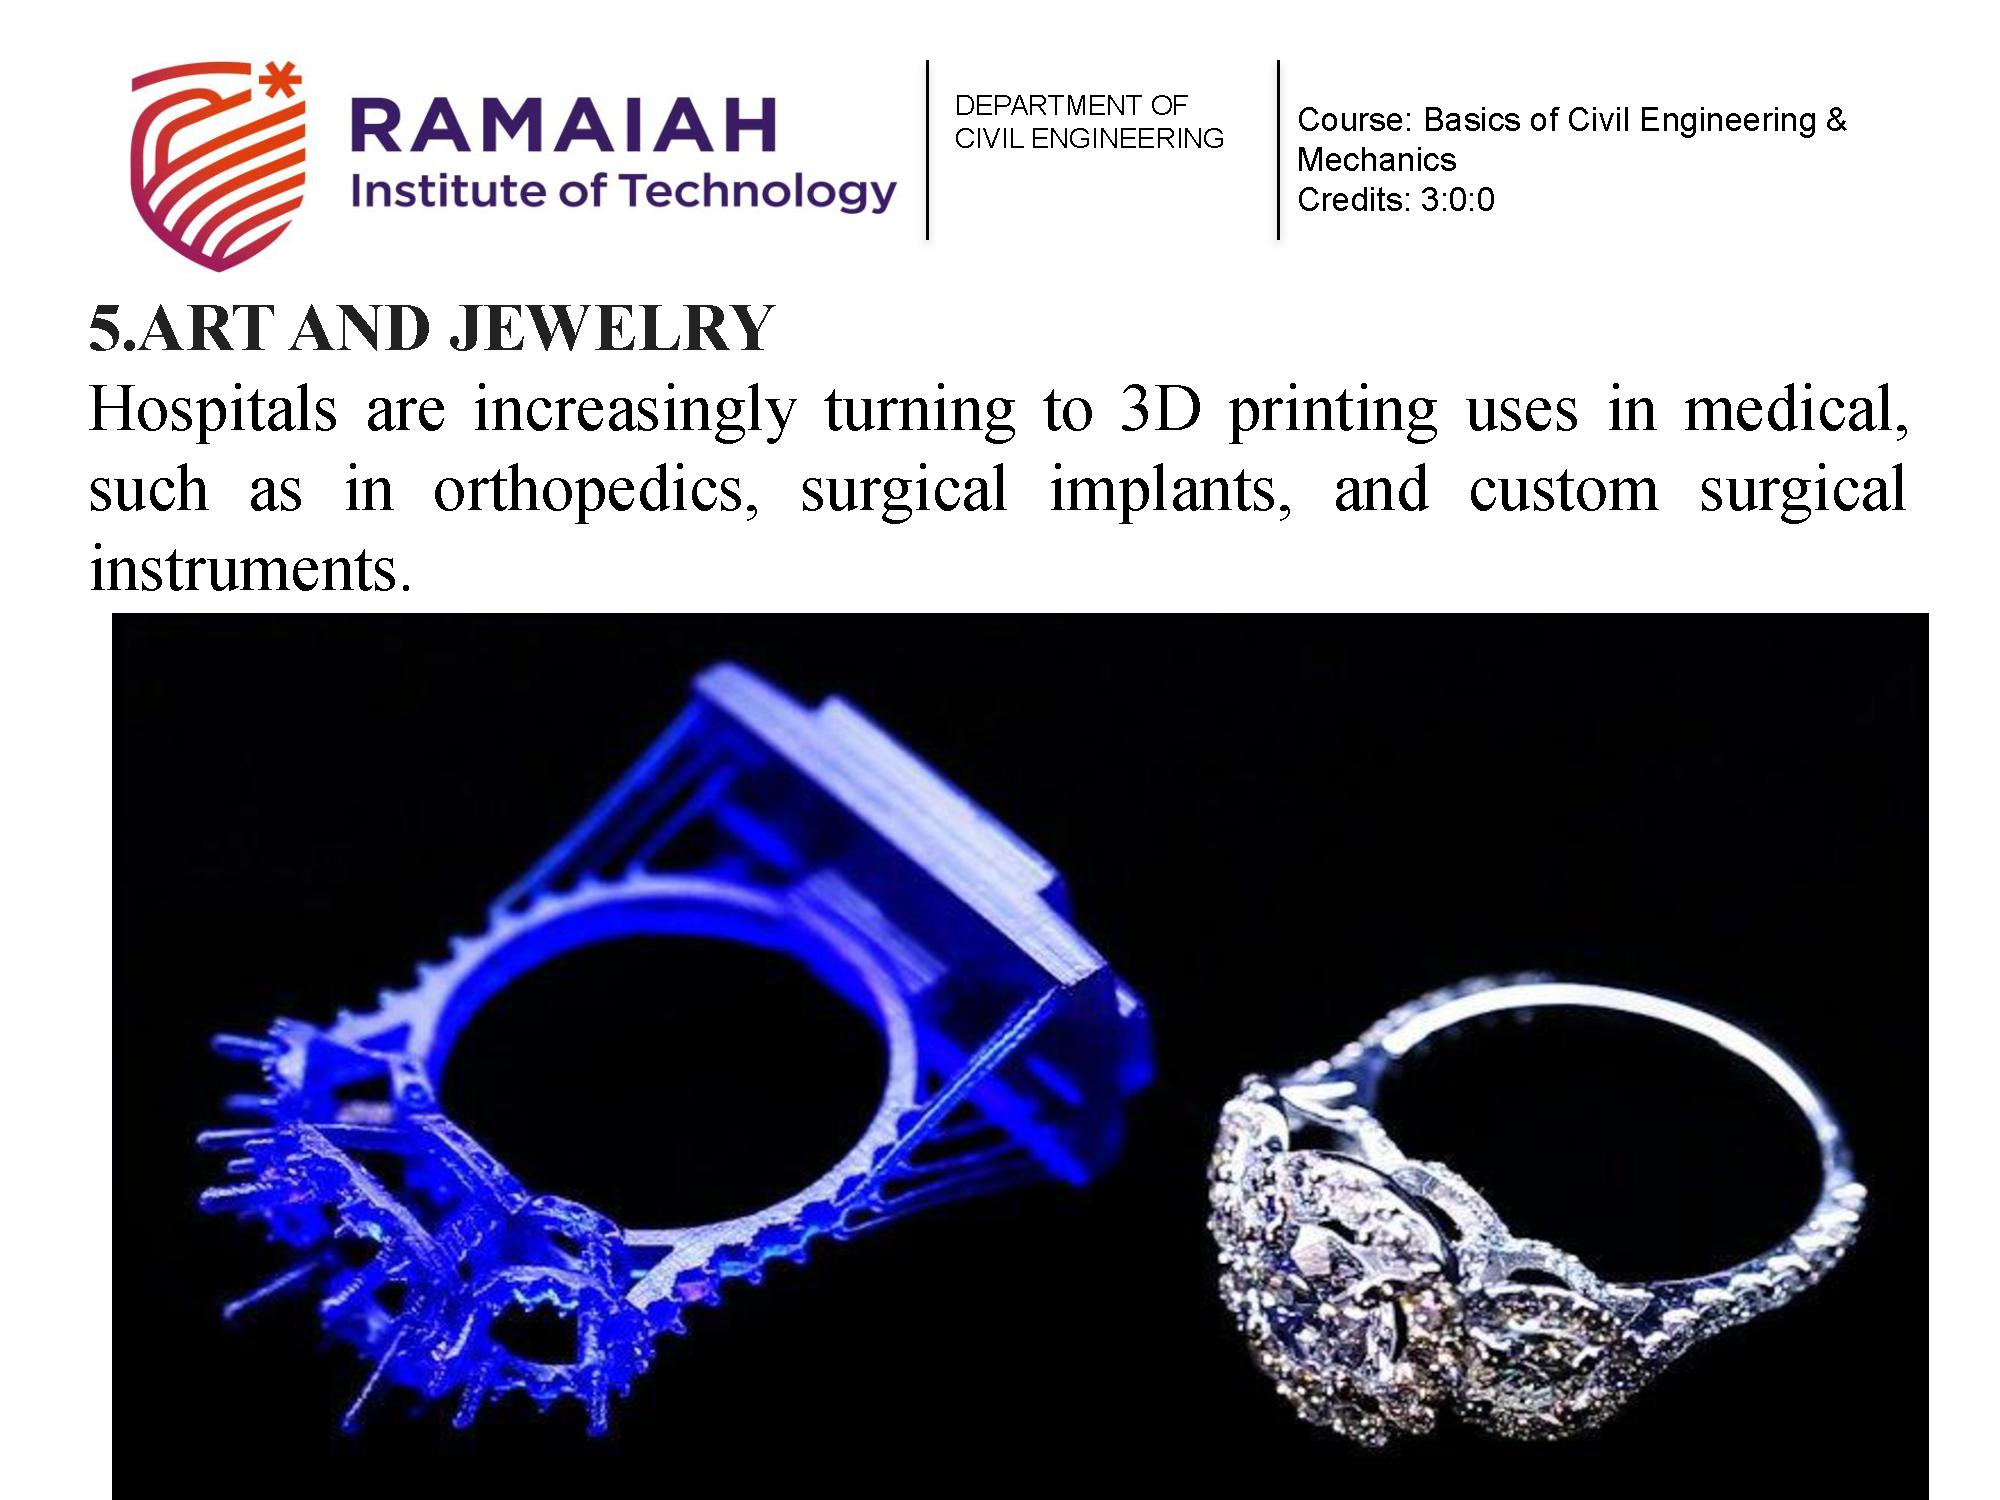 RAMAIAH
Institute of Technology
DEPARTMENT OF
CIVIL ENGINEERING
Course: Basics of Civil Engineering &
Mechanics
Credits: 3:0:0
5.ART AND JEWELRY
Hospitals are increasingly turning to 3D printing uses in medical,
such as in orthopedics, surgical implants, and custom surgical
instruments.